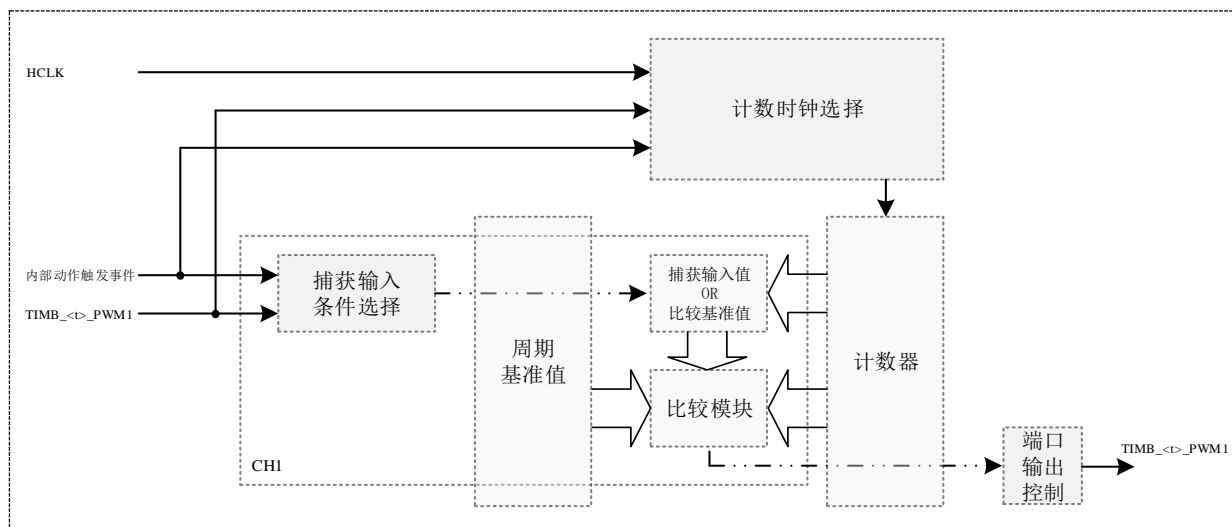 HCLK
计数时钟选择
内部动作触发事件
TIMB_<t>_PWM1
捕获输入
条件选择
周期
基准值
捕获输入值
OR
比较基准值
比较模块
计数器
CH1
端口
输出
控制
TIMB_<t>_PWM1